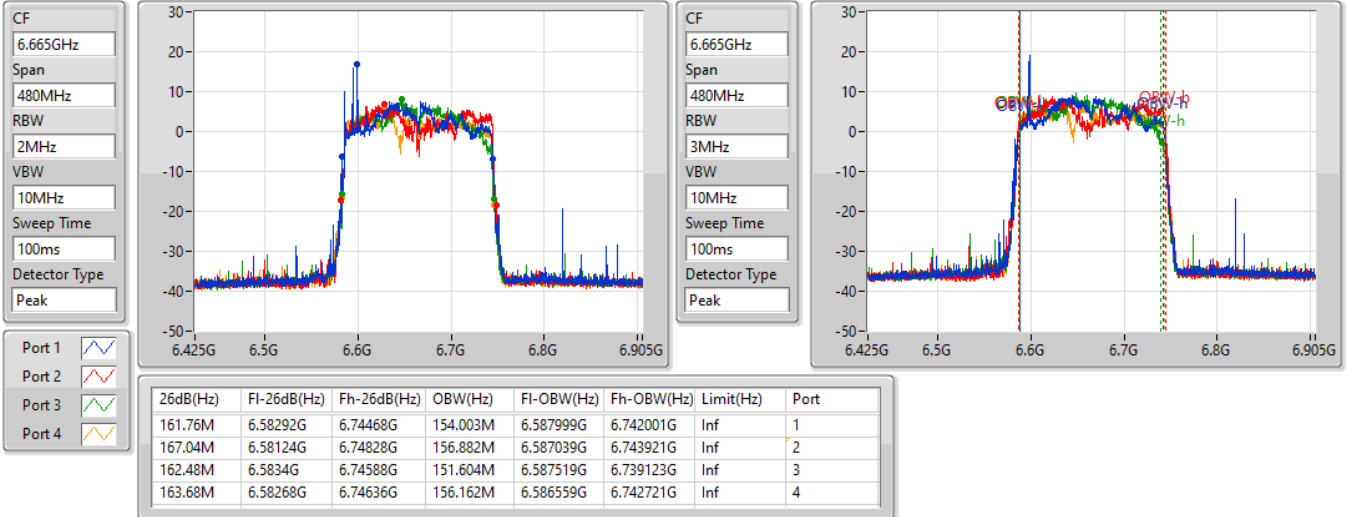 CF
6.665GHz
Span
480MHz
RBW
2MHz
VBW
10MHz
Sweep Time
100ms
Detector Type
Peak
30
20
10
0
-10
-20
-30
-40
-50
6.425G 6.5G 6.6G 6.7G 6.8G 6.905G
CF
6.665GHz
Span
480MHz
RBW
3MHz
VBW
10MHz
Sweep Time
100ms
Detector Type
Peak
30
20
10
0
-10
-20
-30
-40
-50
OBW-h
6.425G 6.5G 6.6G 6.7G 6.8G 6.905G
Port 1
Port 2
Port 3
Port 4
26dB(Hz) Fl-26dB(Hz) Fh-26dB(Hz) OBW(Hz) Fl-OBW(Hz) Fh-OBW(Hz) Limit(Hz) Port
161.76M 6.58292G 6.74468G 154.003M 6.587999G 6.742001G Inf 1
167.04M 6.58124G 6.74828G 156.882M 6.587039G 6.743921G Inf 2
162.48M 6.5834G 6.74588G 151.604M 6.587519G 6.739123G Inf 3
163.68M 6.58268G 6.74636G 156.162M 6.586559G 6.742721G Inf 4